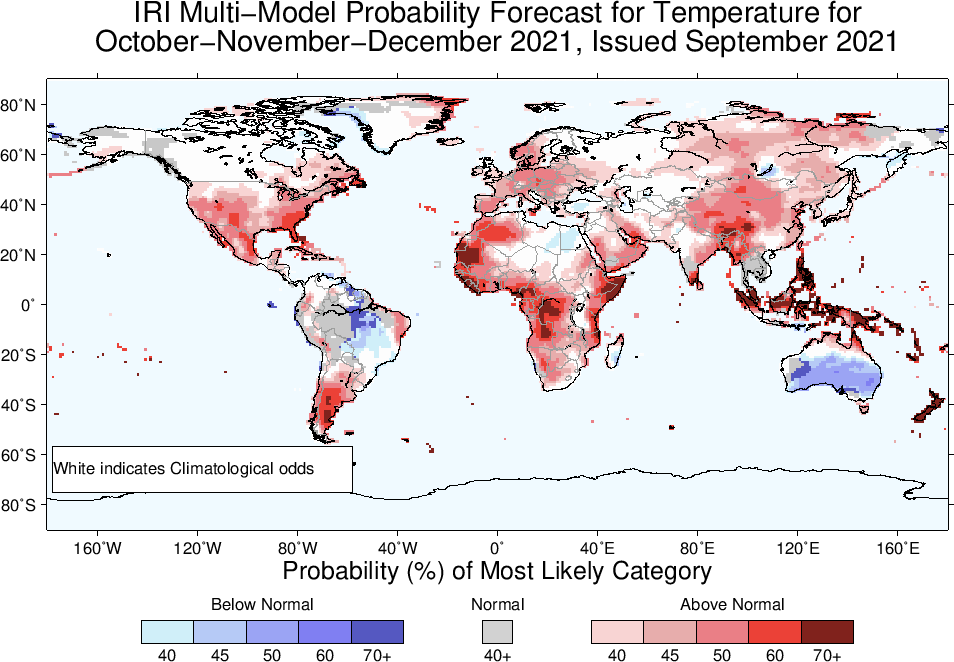 IRI Multi−Model Probability Forecast for Temperature for
October−November−December 2021, Issued September 2021
80˚N
60˚N
40˚N
20˚N
0˚
20˚S
40˚S
60˚S
80˚S
White indicates Climatological odds
160˚W 120˚W 80˚W 40˚W 0˚ 40˚E 80˚E 120˚E 160˚E
Probability (%) of Most Likely Category
Below Normal Normal Above Normal
40 45 50 60 70+ 40+ 40 45 50 60 70+